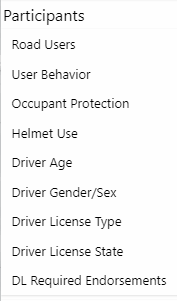 Participants
Road Users
User Behavior
Occupant Protection
Helmet Use
Driver Age
Driver Gender/Sex
Driver License Type
Driver License State
DL Required Endorsements